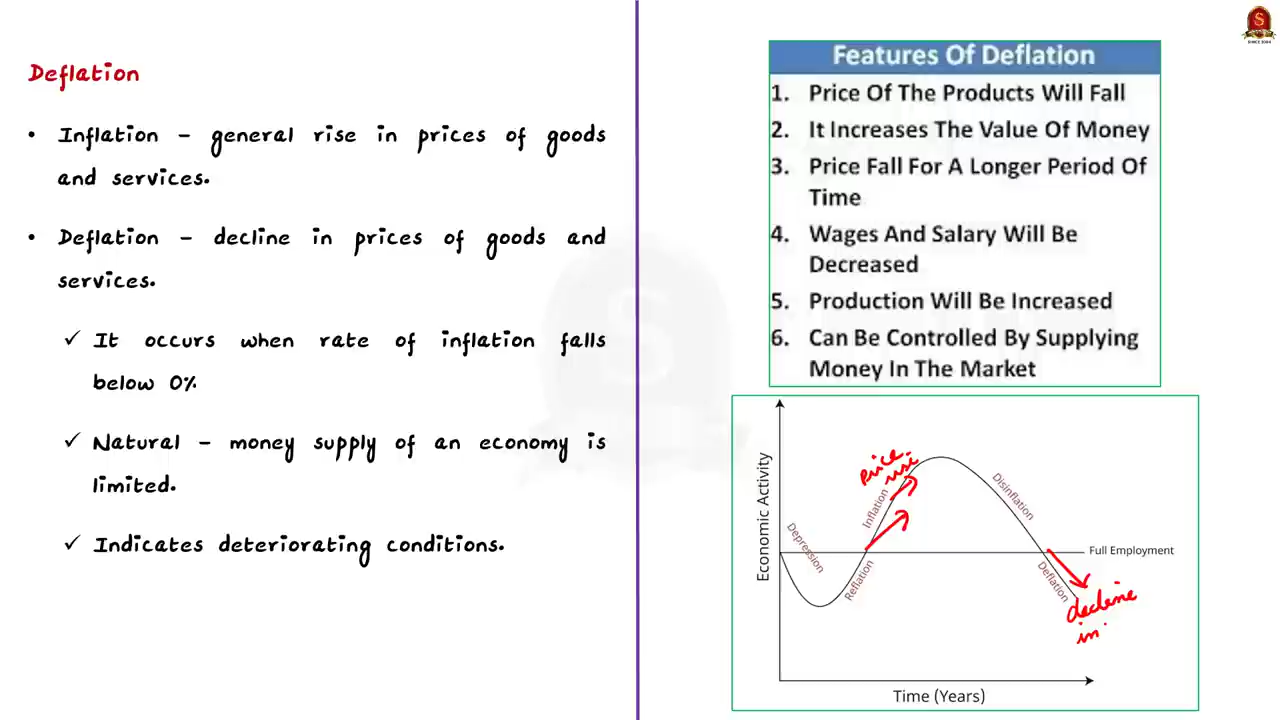 Deflation
• Inflation – general rise in prices of goods
and services.
• Deflation – decline in prices of goods and
services.
✓ It occurs when rate of inflation falls
below 0%
✓ Natural – money supply of an economy is
limited.
✓ Indicates deteriorating conditions.
S
SINCE 2004
Features Of Deflation
1. Price Of The Products Will Fall
2. It Increases The Value Of Money
3. Price Fall For A Longer Period Of
Time
4. Wages And Salary Will Be
Decreased
5. Production Will Be Increased
6. Can Be Controlled By Supplying
Money In The Market
Economic Activity
Depression
Reflation
Inflation
Price
rise
Disinflation
Full Employment
Deflation
decline
in
Time (Years)